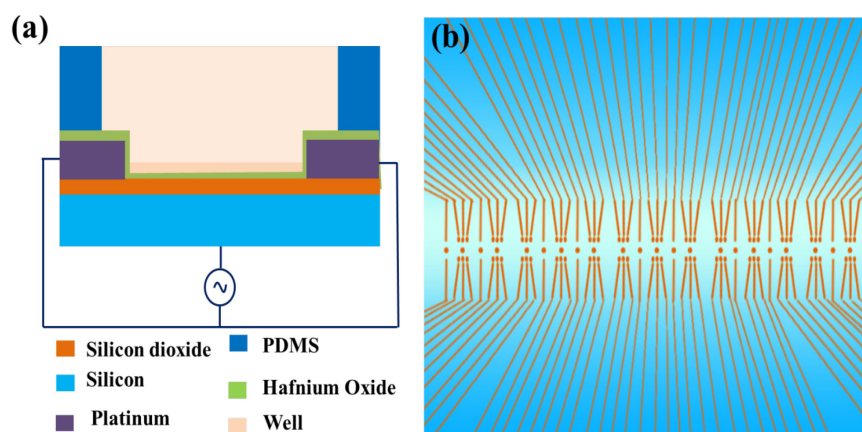 (a)
(b)
Silicon dioxide
PDMS
Silicon
Hafnium Oxide
Platinum
Well